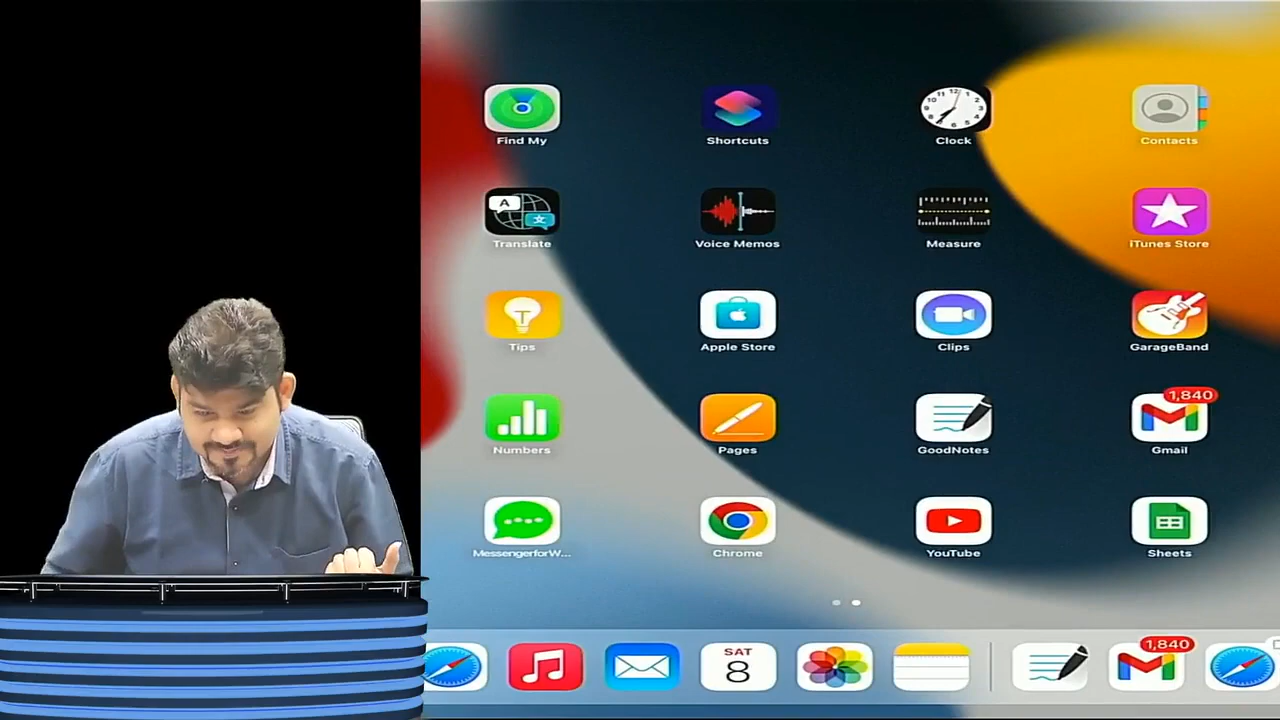 Find My
Shortcuts
Clock
Contacts
Translate
Voice Memos
Measure
iTunes Store
Tips
Apple Store
Clips
GarageBand
1,840
Numbers
Pages
GoodNotes
Gmail
MessengerforW...
Chrome
YouTube
Sheets
SAT
8
1,840